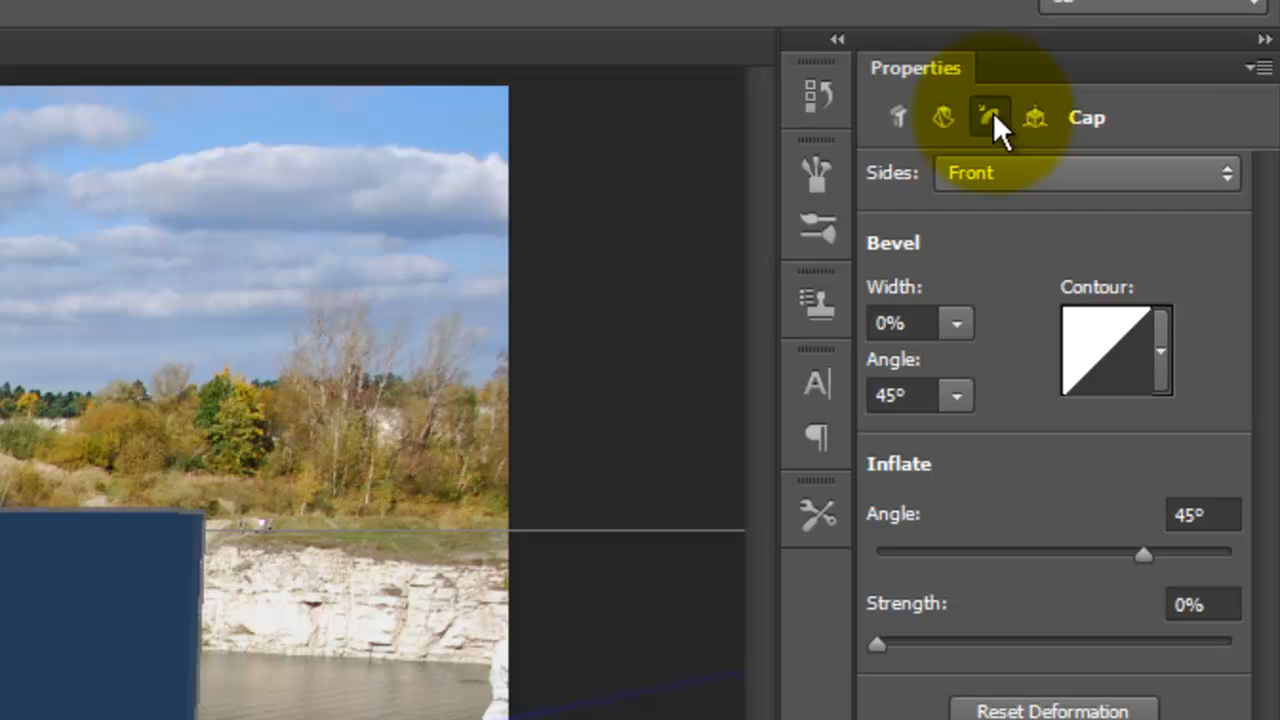 Properties
Cap
Sides: Front
Bevel
Width: Contour:
0%
Angle:
45°
Inflate
Angle: 45°
Strength: 0%
Reset Deformation